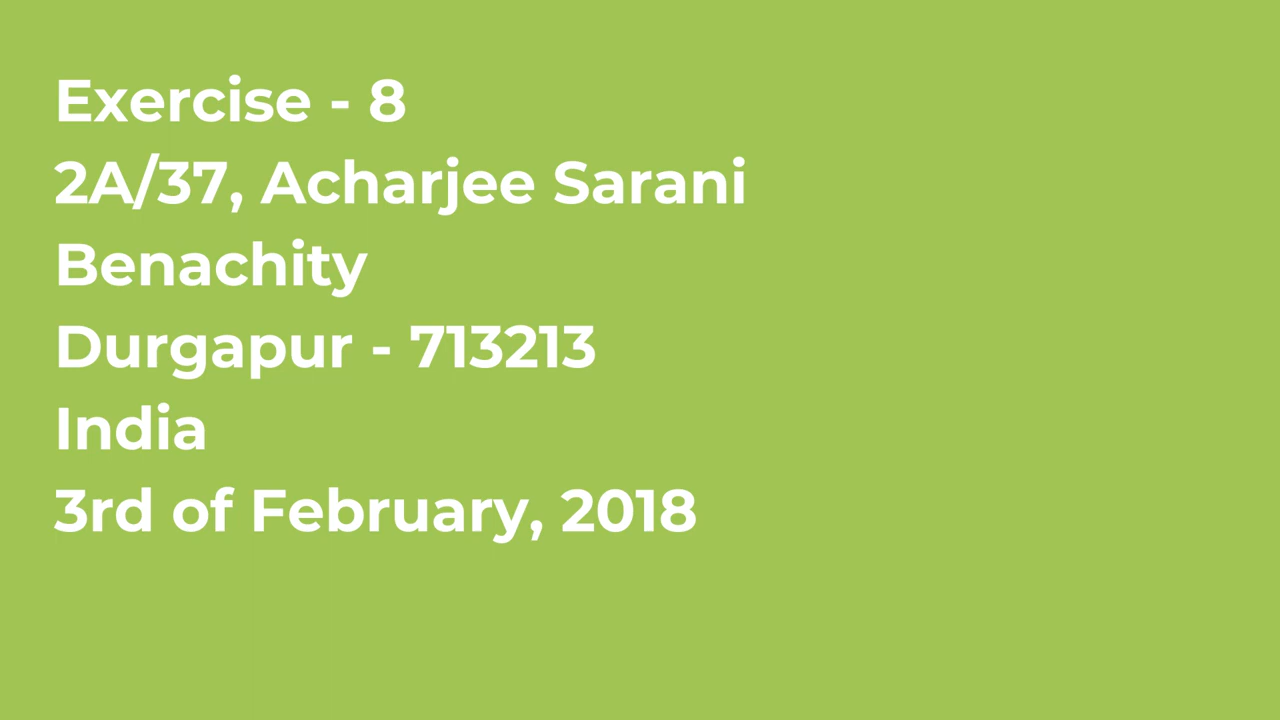 Exercise - 8
2A/37, Acharjee Sarani
Benachity
Durgapur - 713213
India
3rd of February, 2018